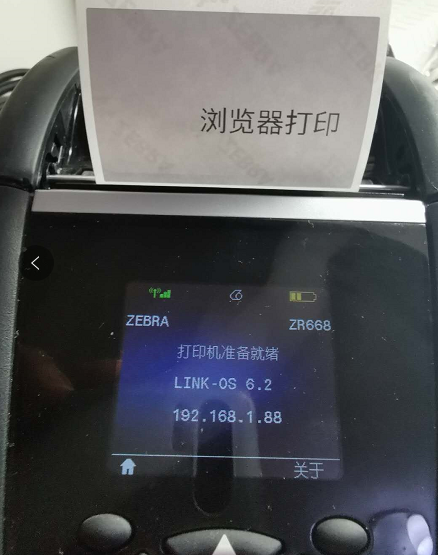 浏览器打印
ZEBRA ZR668
打印机准备就绪
LINK-OS 6.2
192.168.1.88
关于